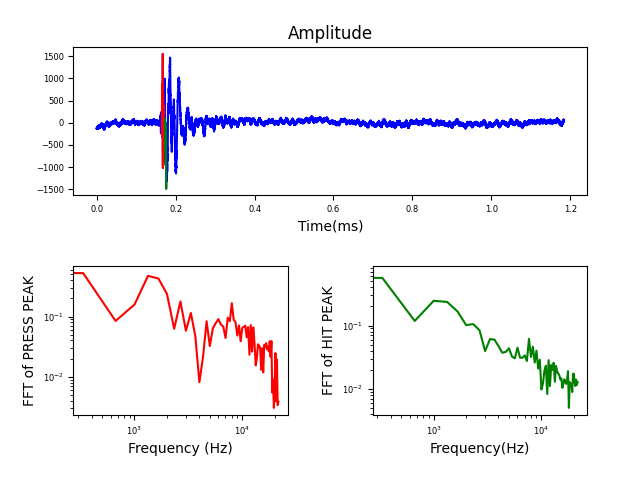 Amplitude
1500
1000
500
0
−500
−1000
−1500
0.0 0.2 0.4 0.6 0.8 1.0 1.2
Time(ms)
FFT of PRESS PEAK
10⁻¹
10⁻²
10³ 10⁴
Frequency (Hz)
FFT of HIT PEAK
10⁻¹
10⁻²
10³ 10⁴
Frequency(Hz)